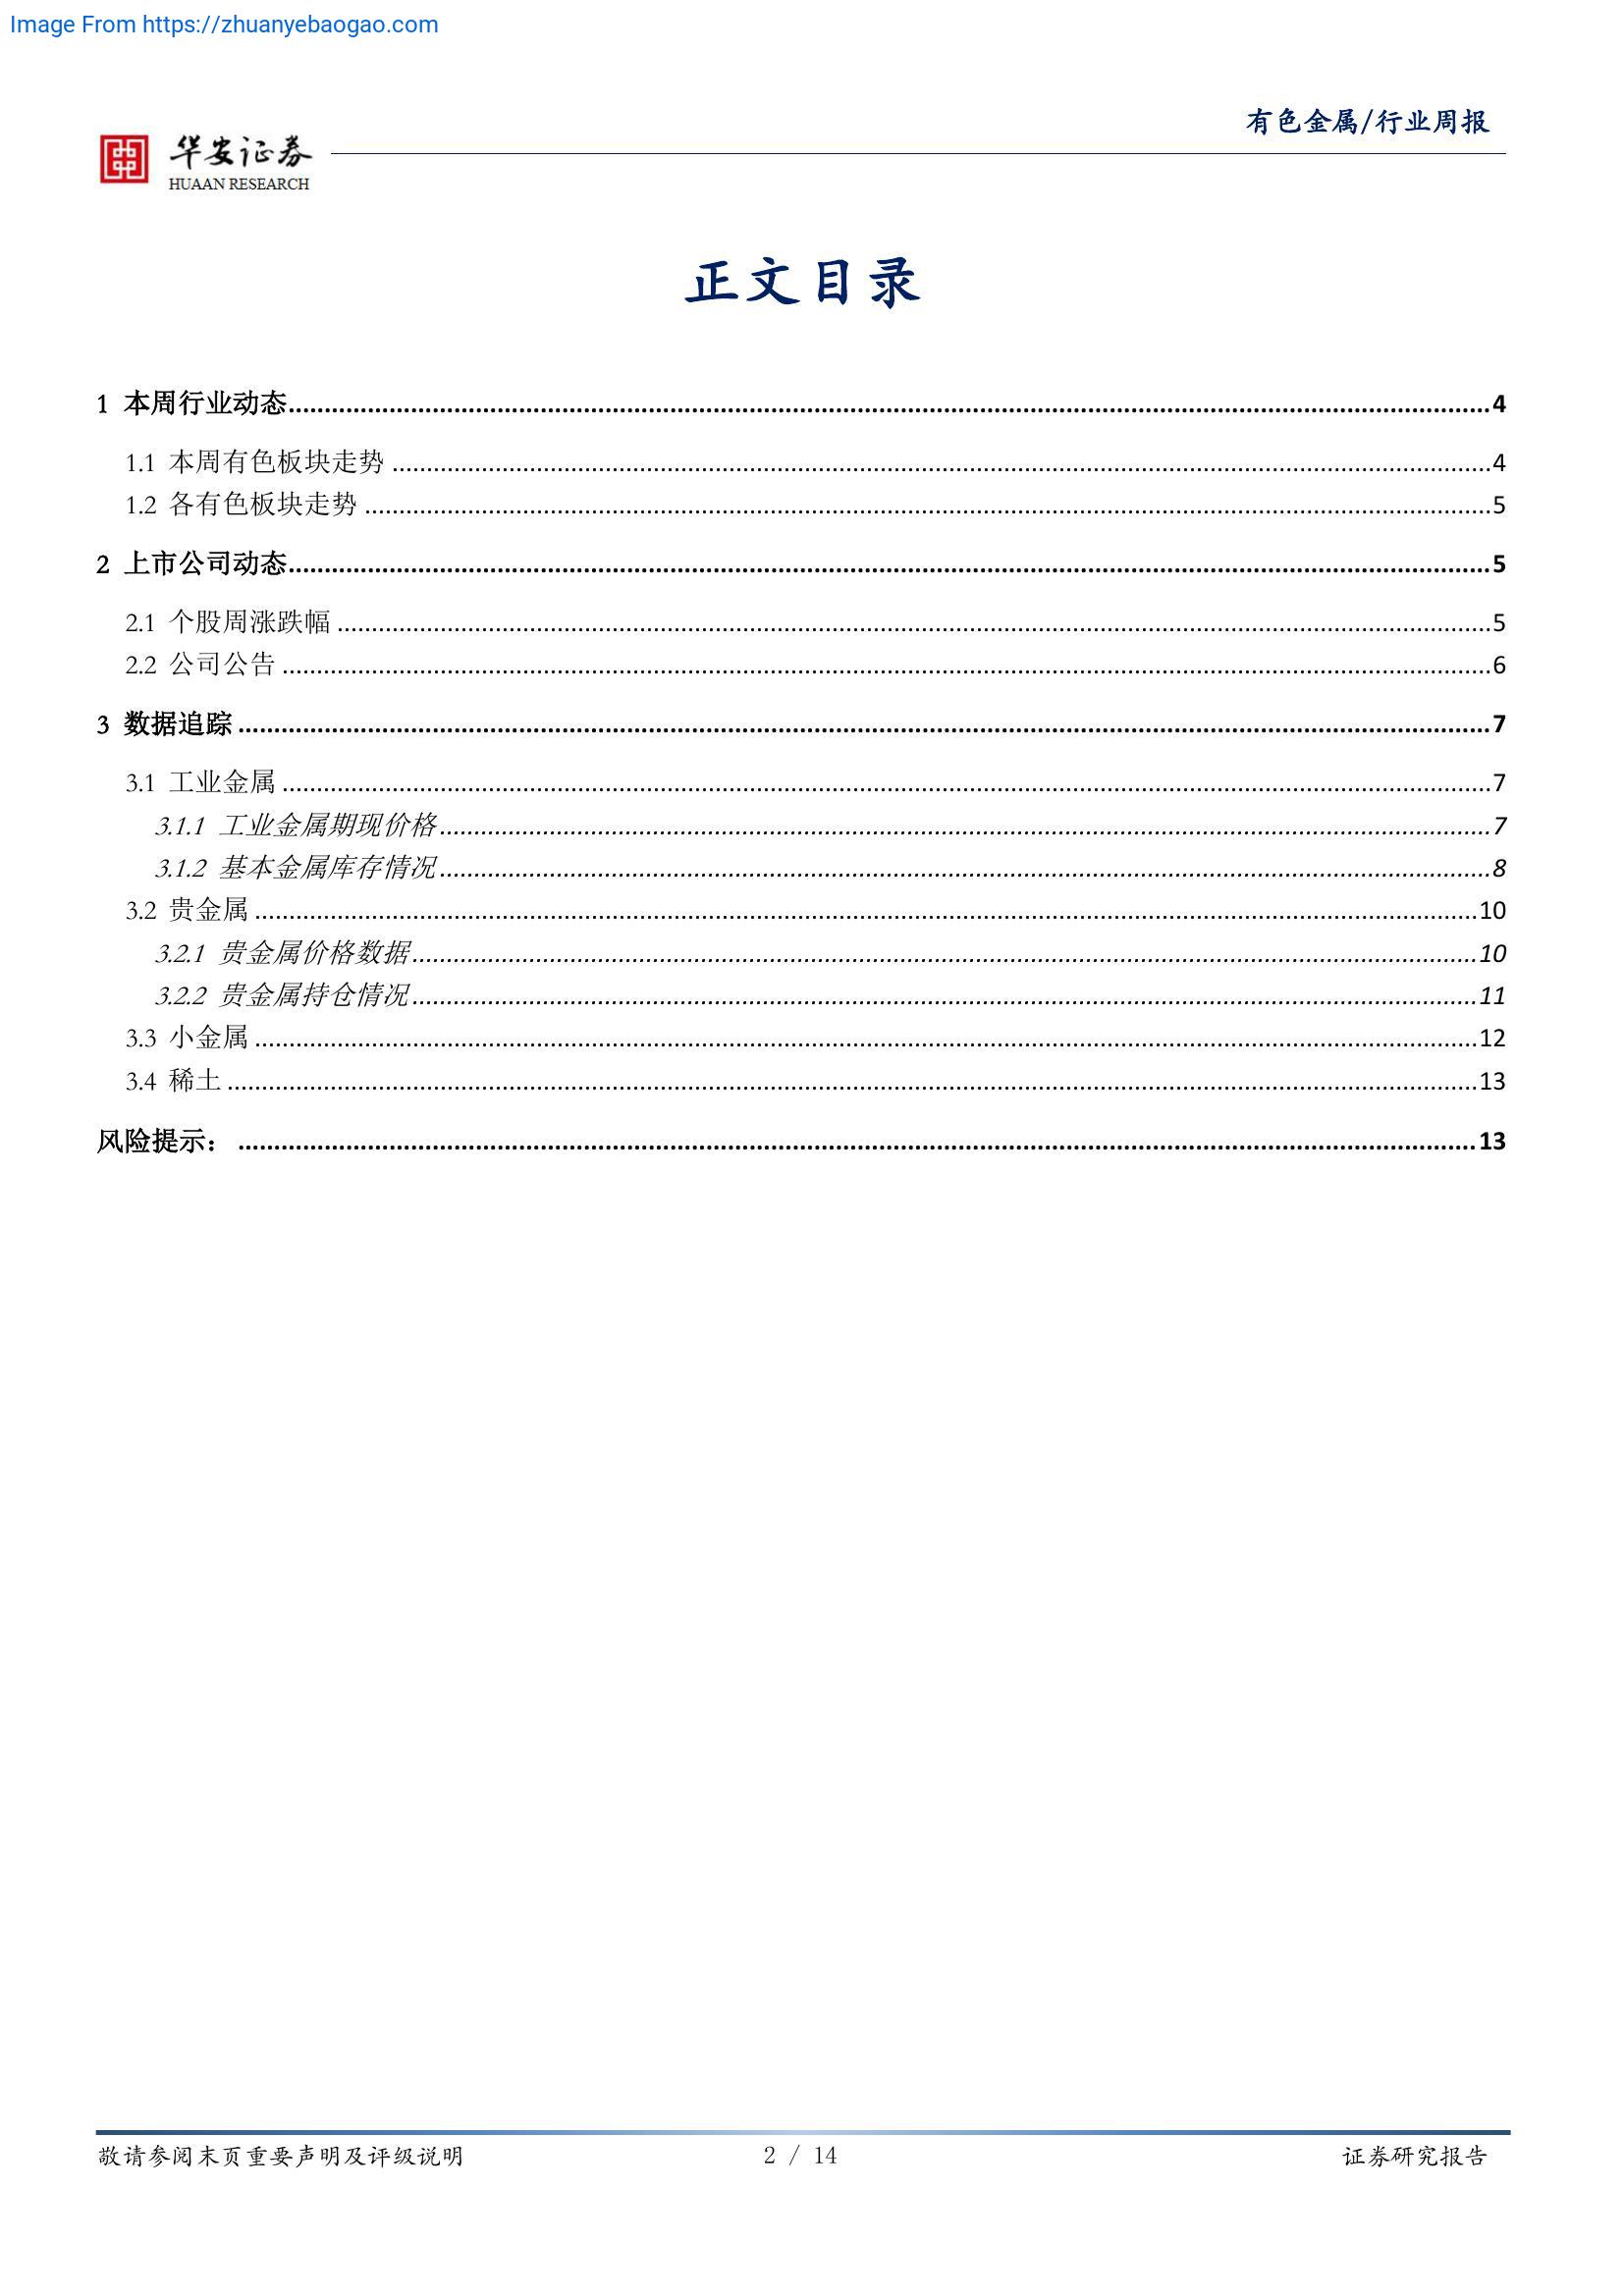 Image From https://zhuanyebaogao.com
有色金属/行业周报
华安证券
HUAAN RESEARCH
正文目录
1 本周行业动态................4
1.1 本周有色板块走势................4
1.2 各有色板块走势................5
2 上市公司动态................5
2.1 个股周涨跌幅................5
2.2 公司公告................6
3 数据追踪................7
3.1 工业金属................7
3.1.1 工业金属期现价格................7
3.1.2 基本金属库存情况................8
3.2 贵金属................10
3.2.1 贵金属价格数据................10
3.2.2 贵金属持仓情况................11
3.3 小金属................12
3.4 稀土................13
风险提示：................13
敬请参阅末页重要声明及评级说明 2 / 14 证券研究报告